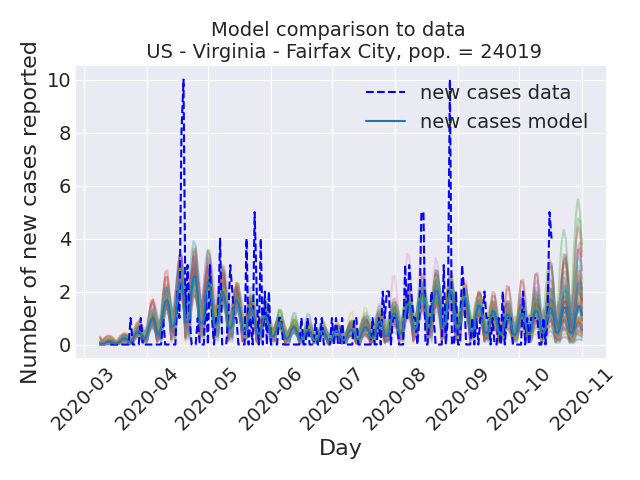 Model comparison to data
US - Virginia - Fairfax City, pop. = 24019
Number of new cases reported
10
8
6
4
2
0
new cases data
new cases model
2020-03
2020-04
2020-05
2020-06
2020-07
2020-08
2020-09
2020-10
2020-11
Day